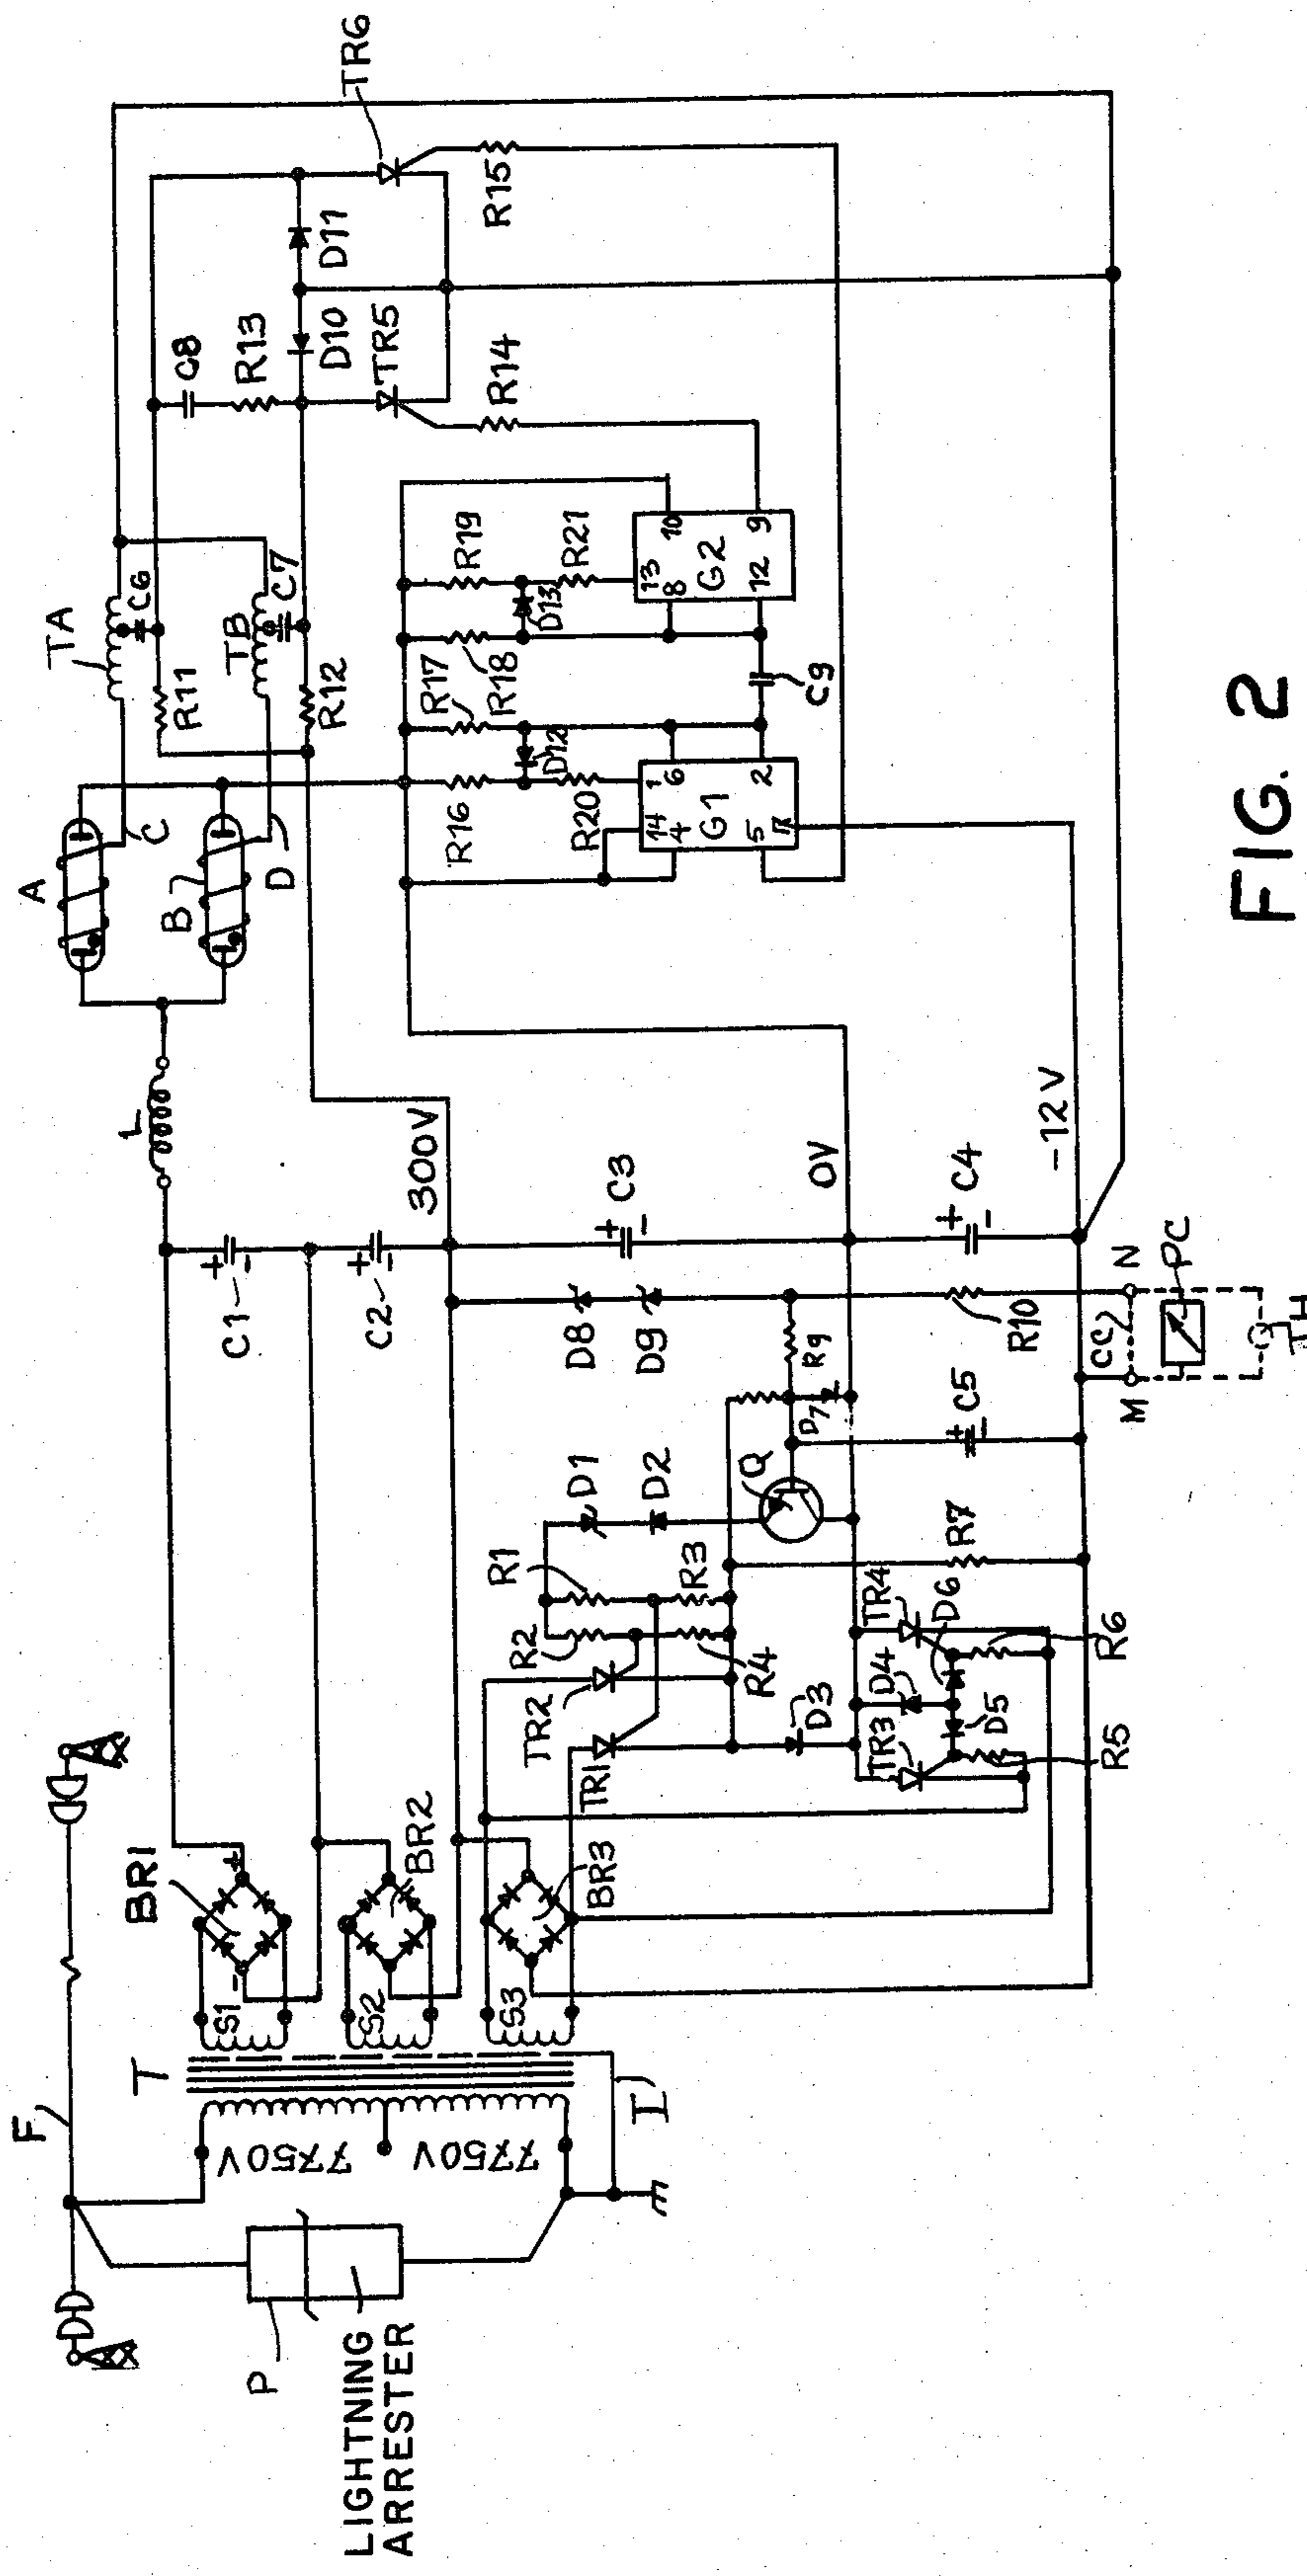 F
T
7750V
7750V
P
LIGHTNING
ARRESTER
I
S1
-
+
BR1
S2
BR2
S3
BR3
TR1
TR2
R2
R1
R4
R3
D1
D2
Q
D3
TR3
D4
TR4
D5
D6
R5
R6
R7
D7
R9
C5
D8
D9
R10
M
N
CC
PC
TH
C1
+
-
C2
+
-
300V
C3
+
-
0V
C4
+
-
-12V
L
A
B
C
D
TA
C6
R11
TB
C7
R12
R16
R17
R18
R19
D12
D13
R20
R21
1
14
6
4
G1
5
2
C9
13
10
8
G2
12
9
C8
R13
D10
D11
TR5
R14
TR6
R15
FIG. 2